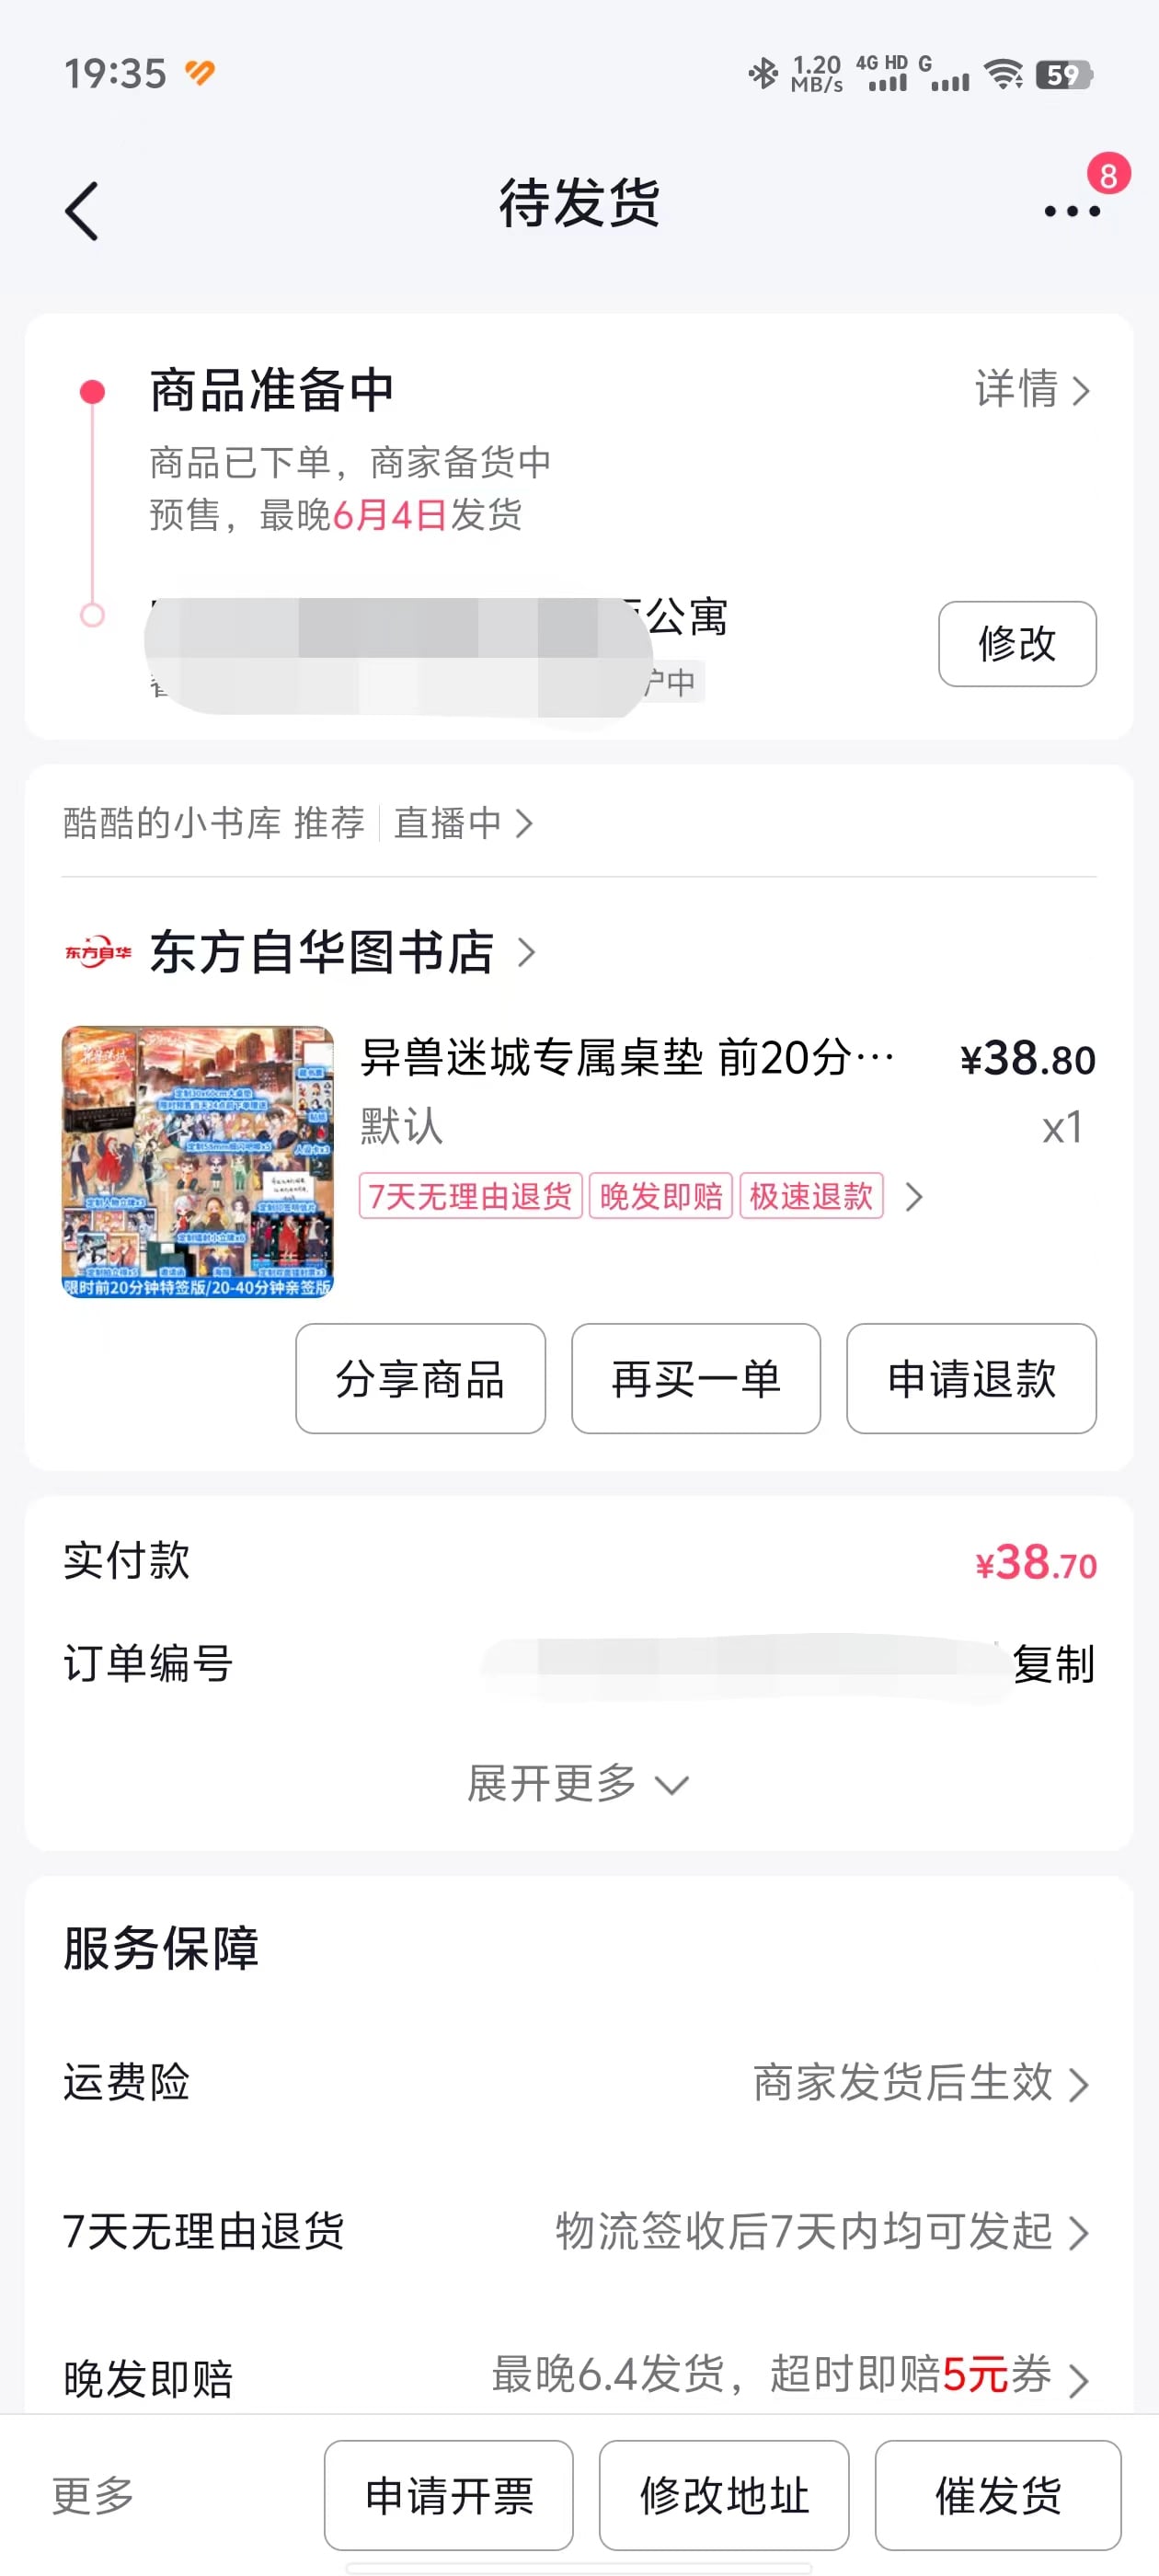 19:35
1.20 MB/s 4G HD G 59
待发货
8
商品准备中
详情
商品已下单，商家备货中
预售，最晚6月4日发货
公寓
中
修改
酷酷的小书库 推荐 直播中
东方自华 东方自华图书店
异兽迷城专属桌垫 前20分… ¥38.80
默认 x1
7天无理由退货 晚发即赔 极速退款
限时前20分钟特签版/20-40分钟亲签版
分享商品 再买一单 申请退款
实付款 ¥38.70
订单编号 复制
展开更多
服务保障
运费险 商家发货后生效
7天无理由退货 物流签收后7天内均可发起
晚发即赔 最晚6.4发货，超时即赔5元券
更多 申请开票 修改地址 催发货